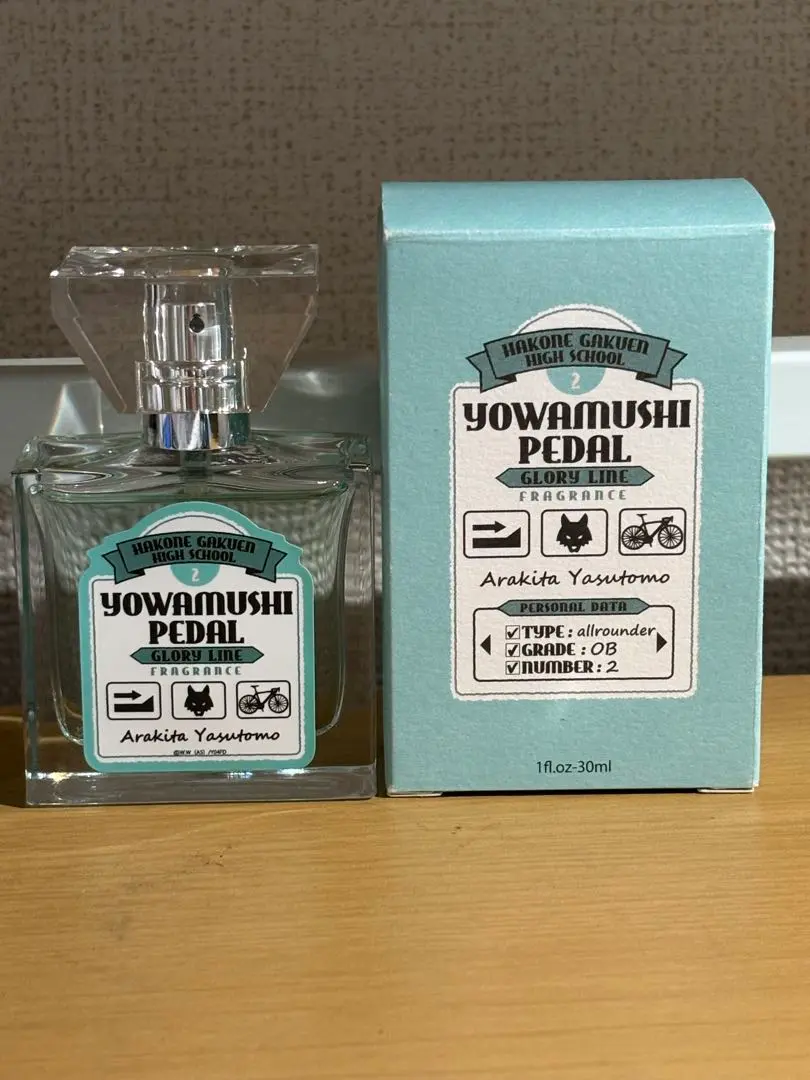 HAKONE GAKUEN
HIGH SCHOOL
2
YOWAMUSHI
PEDAL
GLORY LINE
FRAGRANCE
Arakita Yasutomo
HAKONE GAKUEN
HIGH SCHOOL
2
YOWAMUSHI
PEDAL
GLORY LINE
FRAGRANCE
Arakita Yasutomo
PERSONAL DATA
TYPE : allrounder
GRADE : OB
NUMBER : 2
1fl.oz-30ml